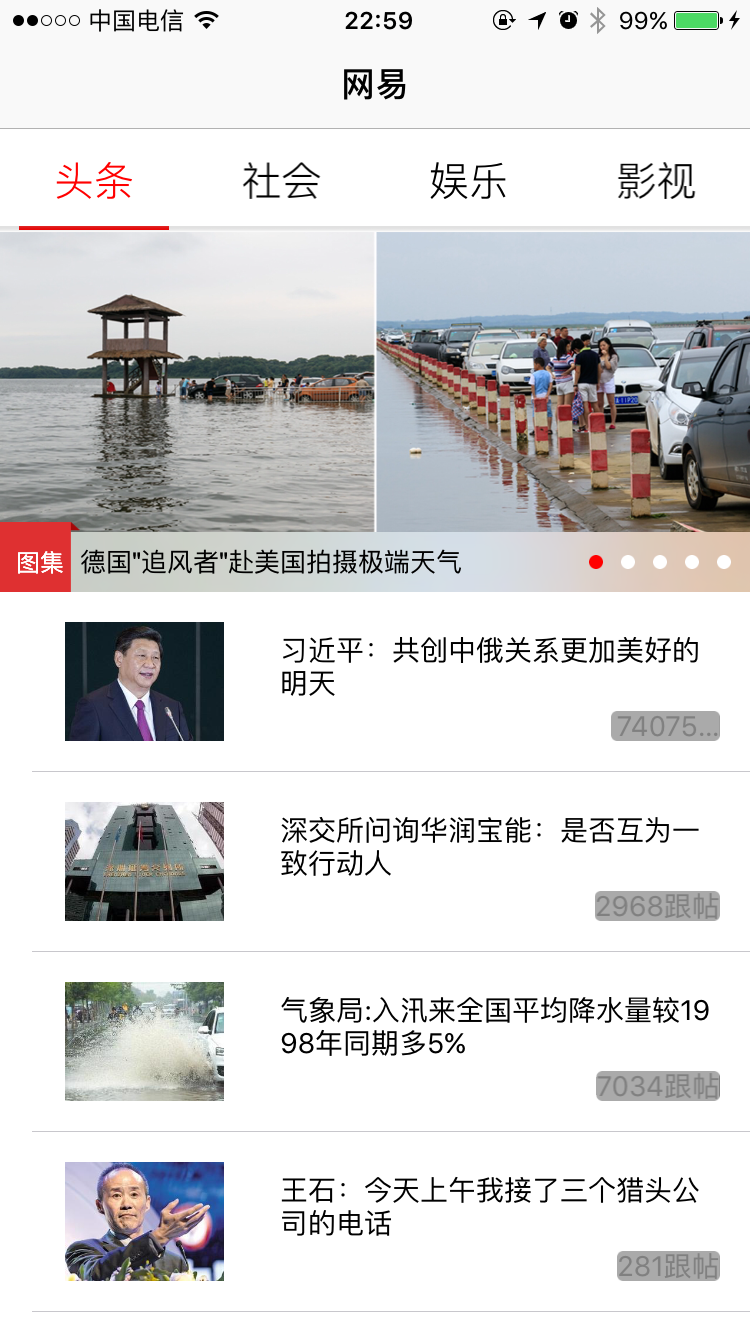 中国电信 22:59 99%
网易
头条 社会 娱乐 影视
图集 德国"追风者"赴美国拍摄极端天气
习近平：共创中俄关系更加美好的
明天
74075...
深交所问询华润宝能：是否互为一
致行动人
2968跟帖
气象局:入汛来全国平均降水量较19
98年同期多5%
7034跟帖
王石：今天上午我接了三个猎头公
司的电话
281跟帖